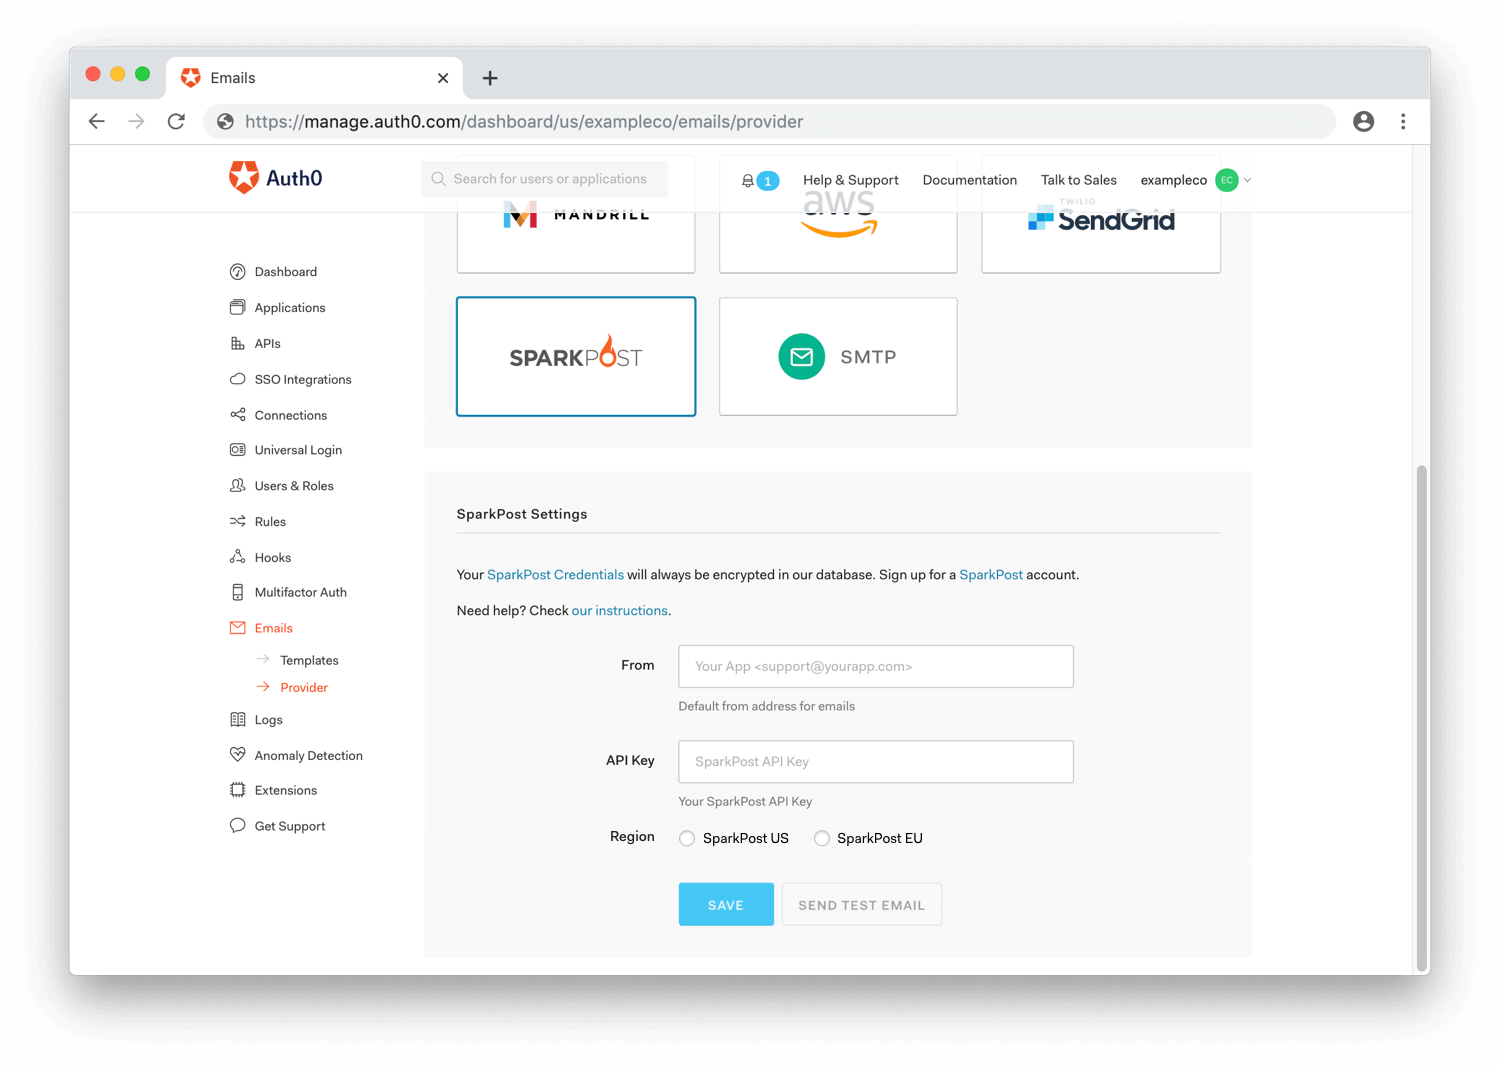 Emails
https://manage.auth0.com/dashboard/us/exampleco/emails/provider
Auth0
Search for users or applications
1
Help & Support
Documentation
Talk to Sales
exampleco
EC
MANDRILL
aws
TWILIO
SendGrid
SPARKPOST
SMTP
Dashboard
Applications
APIs
SSO Integrations
Connections
Universal Login
Users & Roles
Rules
Hooks
Multifactor Auth
Emails
Templates
Provider
Logs
Anomaly Detection
Extensions
Get Support
SparkPost Settings
Your SparkPost Credentials will always be encrypted in our database. Sign up for a SparkPost account.
Need help? Check our instructions.
From
Your App <support@yourapp.com>
Default from address for emails
API Key
SparkPost API Key
Your SparkPost API Key
Region
SparkPost US
SparkPost EU
SAVE
SEND TEST EMAIL